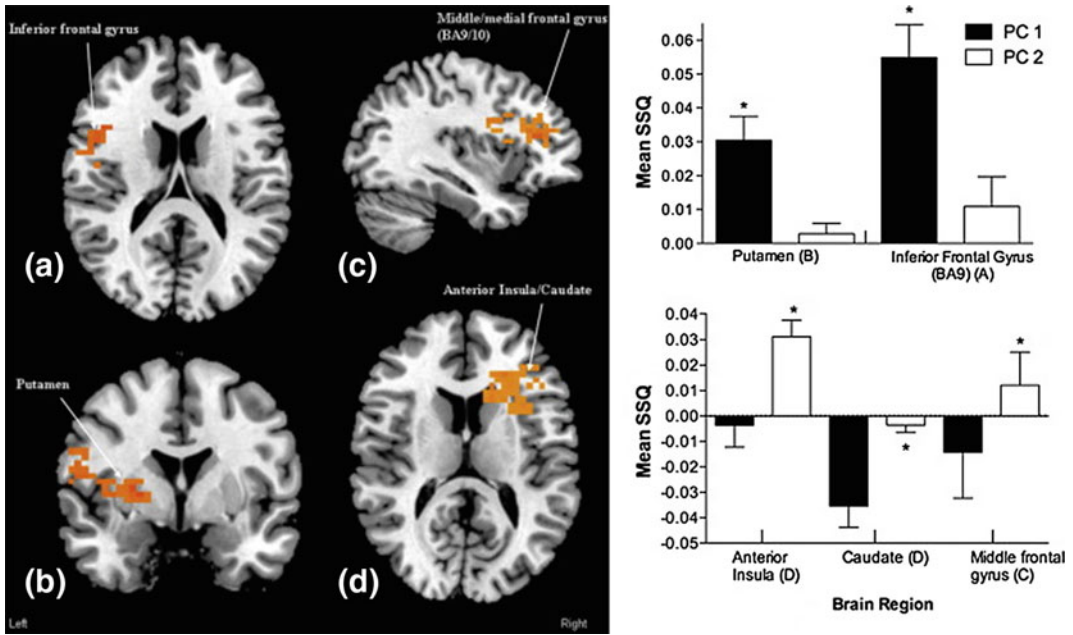 Inferior frontal gyrus
Middle/medial frontal gyrus
(BA9/10)
(a)
(c)
Anterior Insula/Caudate
Putamen
(b)
(d)
Left
Right
PC 1
PC 2
Mean SSQ
0.06
0.05
0.04
0.03
0.02
0.01
0.00
*
*
Putamen (B)
Inferior Frontal Gyrus
(BA9) (A)
Mean SSQ
0.04
0.03
0.02
0.01
0.00
-0.01
-0.02
-0.03
-0.04
-0.05
*
*
*
Anterior
Insula (D)
Caudate (D)
Middle frontal
gyrus (C)
Brain Region